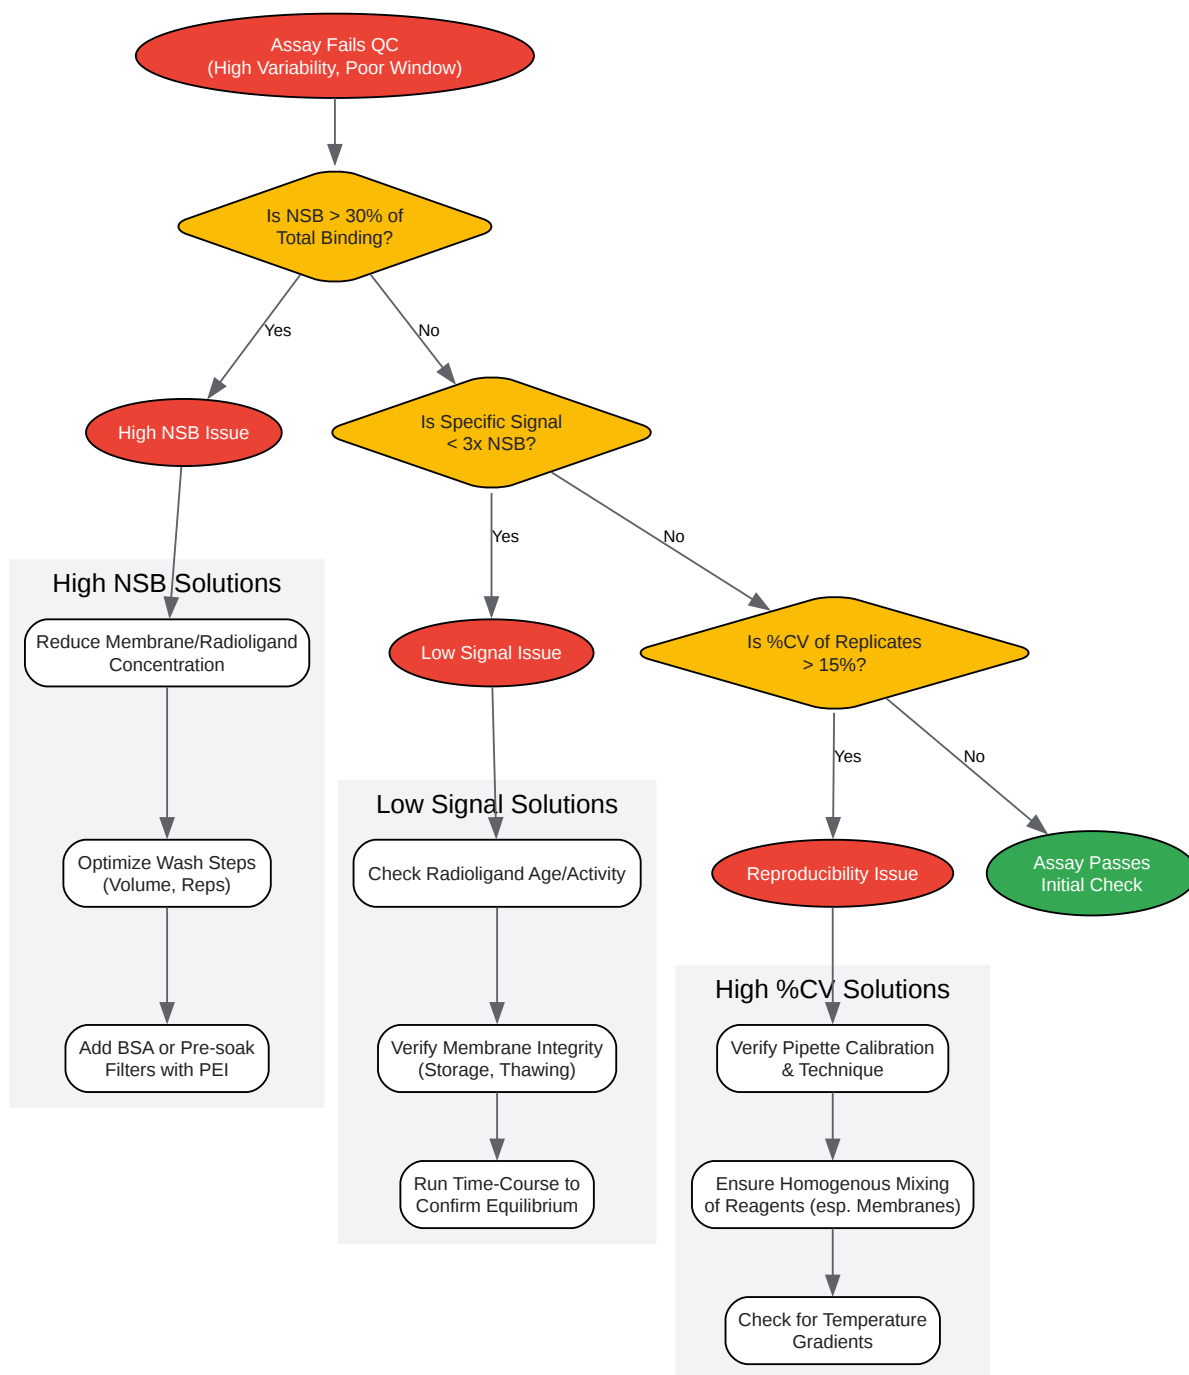 Assay Fails QC
(High Variability, Poor Window)
Is NSB > 30% of
Total Binding?
Yes
No
High NSB Issue
Is Specific Signal
< 3x NSB?
Yes
No
High NSB Solutions
Reduce Membrane/Radioligand
Concentration
Low Signal Issue
Is %CV of Replicates
> 15%?
Yes
No
Low Signal Solutions
Optimize Wash Steps
(Volume, Reps)
Check Radioligand Age/Activity
Reproducibility Issue
Assay Passes
Initial Check
High %CV Solutions
Add BSA or Pre-soak
Filters with PEI
Verify Membrane Integrity
(Storage, Thawing)
Verify Pipette Calibration
& Technique
Run Time-Course to
Confirm Equilibrium
Ensure Homogenous Mixing
of Reagents (esp. Membranes)
Check for Temperature
Gradients